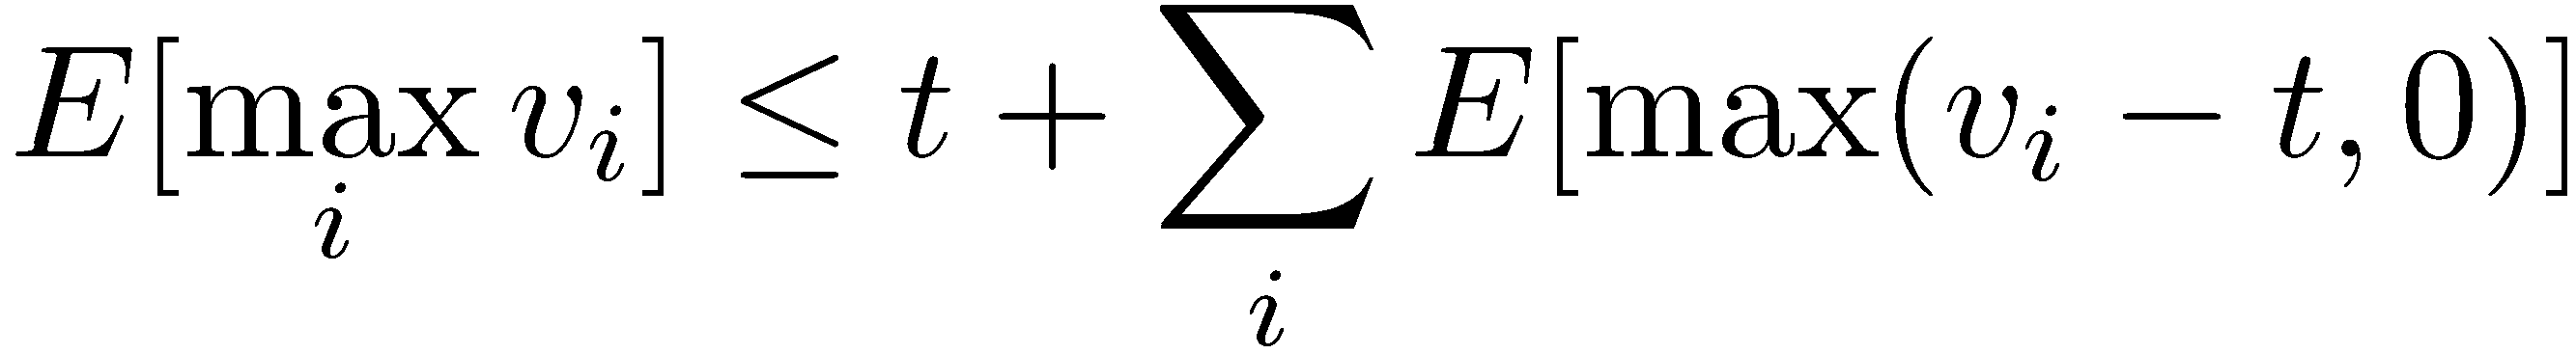 E[max_i v_i] ≤ t + ∑_i E[max(v_i − t, 0)]